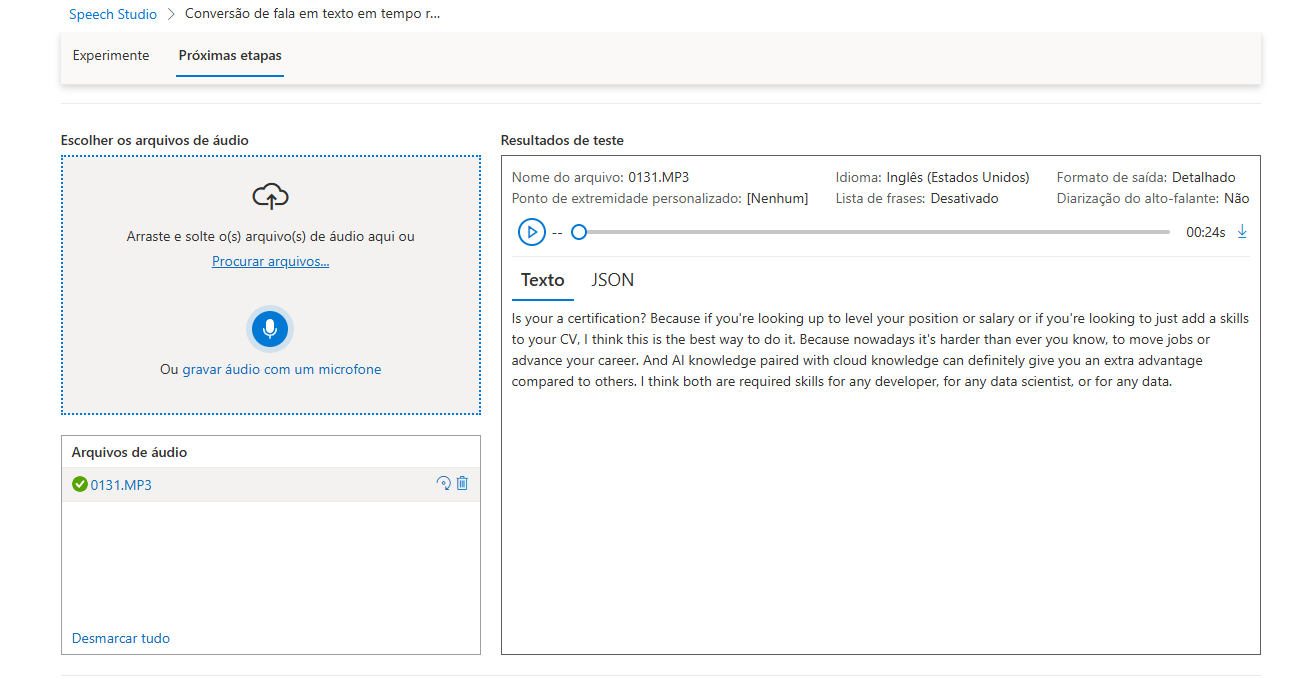 Speech Studio > Conversão de fala em texto em tempo r...
Experimente Próximas etapas
Escolher os arquivos de áudio
Arraste e solte o(s) arquivo(s) de áudio aqui ou
Procurar arquivos...
Ou gravar áudio com um microfone
Arquivos de áudio
0131.MP3
Desmarcar tudo
Resultados de teste
Nome do arquivo: 0131.MP3 Idioma: Inglês (Estados Unidos) Formato de saída: Detalhado
Ponto de extremidade personalizado: [Nenhum] Lista de frases: Desativado Diarização do alto-falante: Não
-- 00:24s
Texto JSON
Is your a certification? Because if you're looking up to level your position or salary or if you're looking to just add a skills
to your CV, I think this is the best way to do it. Because nowadays it's harder than ever you know, to move jobs or
advance your career. And AI knowledge paired with cloud knowledge can definitely give you an extra advantage
compared to others. I think both are required skills for any developer, for any data scientist, or for any data.